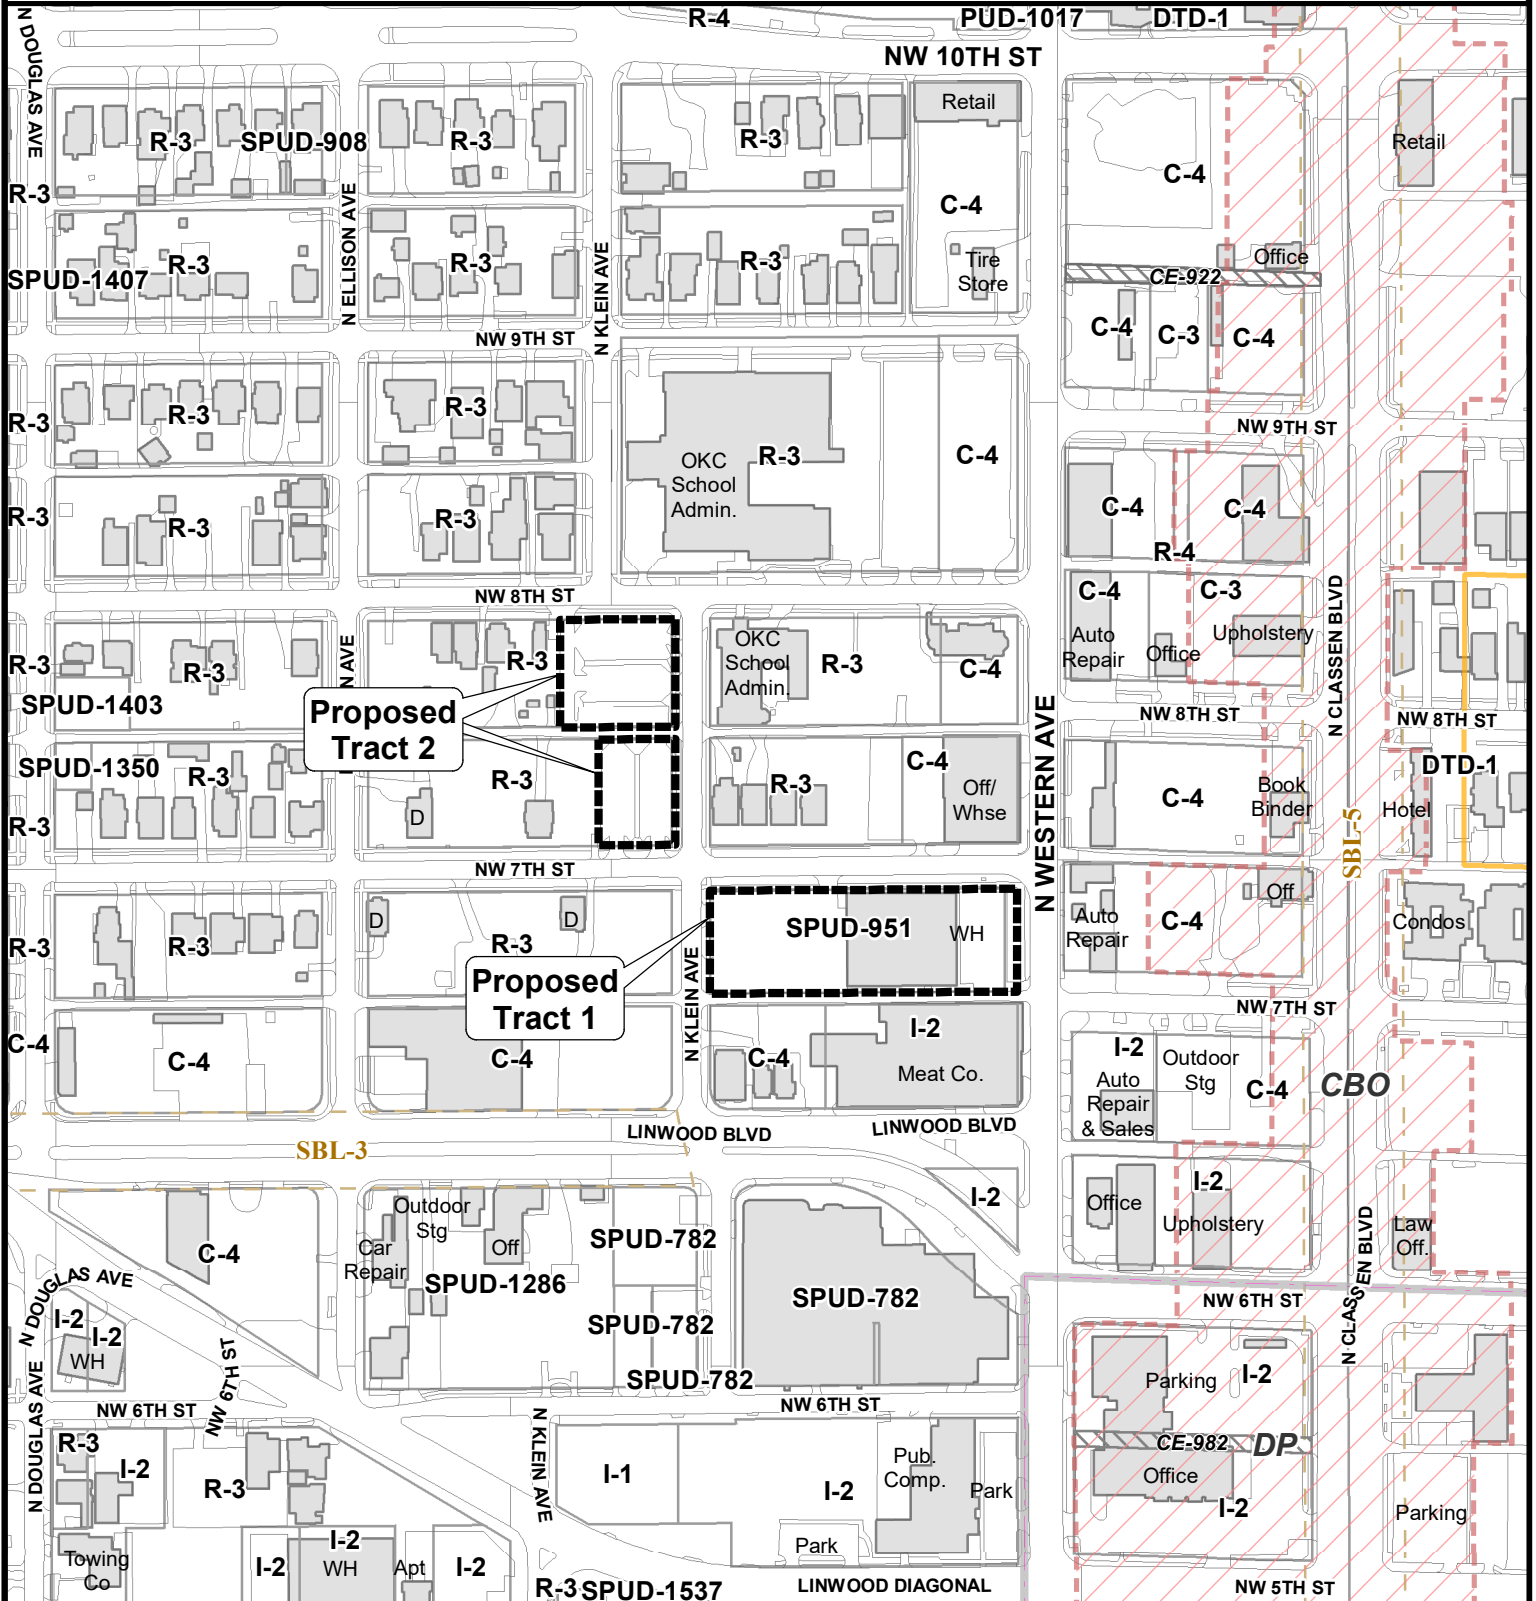 R-4
PUD-1017
DTD-1
N DOUGLAS AVE
NW 10TH ST
Retail
R-3
SPUD-908
R-3
R-3
Retail
R-3
C-4
C-4
N ELLISON AVE
N KLEIN AVE
SPUD-1407
R-3
R-3
R-3
Tire
Store
Office
CE-922
C-4
C-3
C-4
NW 9TH ST
R-3
R-3
R-3
NW 9TH ST
OKC
School
Admin.
R-3
C-4
R-3
R-3
R-3
C-4
C-4
R-4
NW 8TH ST
C-4
C-3
N CLASSEN BLVD
R-3
R-3
R-3
OKC
School
Admin.
R-3
C-4
Auto
Repair
Office
Upholstery
SPUD-1403
N AVE
Proposed
Tract 2
N WESTERN AVE
NW 8TH ST
NW 8TH ST
SPUD-1350
R-3
R-3
R-3
C-4
Off/
Whse
C-4
Book
Binder
Hotel
DTD-1
R-3
D
SBL-5
NW 7TH ST
Off
D
D
Auto
Repair
C-4
Condos
R-3
R-3
R-3
SPUD-951
WH
Proposed
Tract 1
N KLEIN AVE
NW 7TH ST
C-4
C-4
C-4
C-4
I-2
Meat Co.
I-2
Auto
Repair
& Sales
Outdoor
Stg
C-4
CBO
LINWOOD BLVD
LINWOOD BLVD
SBL-3
I-2
I-2
Outdoor
Stg
Office
Upholstery
Law
Off.
C-4
Car
Repair
Off
SPUD-782
SPUD-1286
N CLASSEN BLVD
N DOUGLAS AVE
SPUD-782
SPUD-782
NW 6TH ST
I-2
I-2
WH
NW 6TH ST
SPUD-782
Parking
I-2
N DOUGLAS AVE
NW 6TH ST
NW 6TH ST
N KLEIN AVE
R-3
I-2
R-3
I-1
I-2
Pub.
Comp.
Park
CE-982
DP
Office
I-2
Parking
Towing
Co
I-2
I-2
WH
Apt
I-2
Park
R-3
SPUD-1537
LINWOOD DIAGONAL
NW 5TH ST